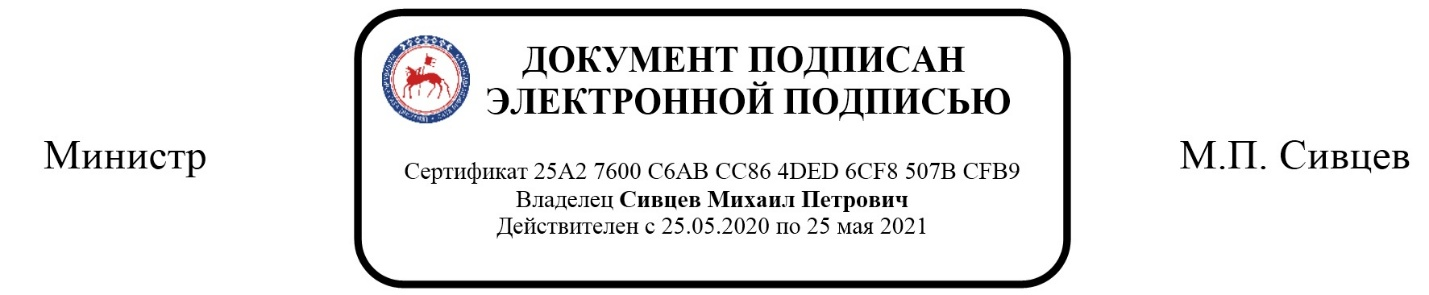 ДОКУМЕНТ ПОДПИСАН
ЭЛЕКТРОННОЙ ПОДПИСЬЮ
Министр
М.П. Сивцев
Сертификат 25A2 7600 C6AB CC86 4DED 6CF8 507B CFB9
Владелец Сивцев Михаил Петрович
Действителен с 25.05.2020 по 25 мая 2021